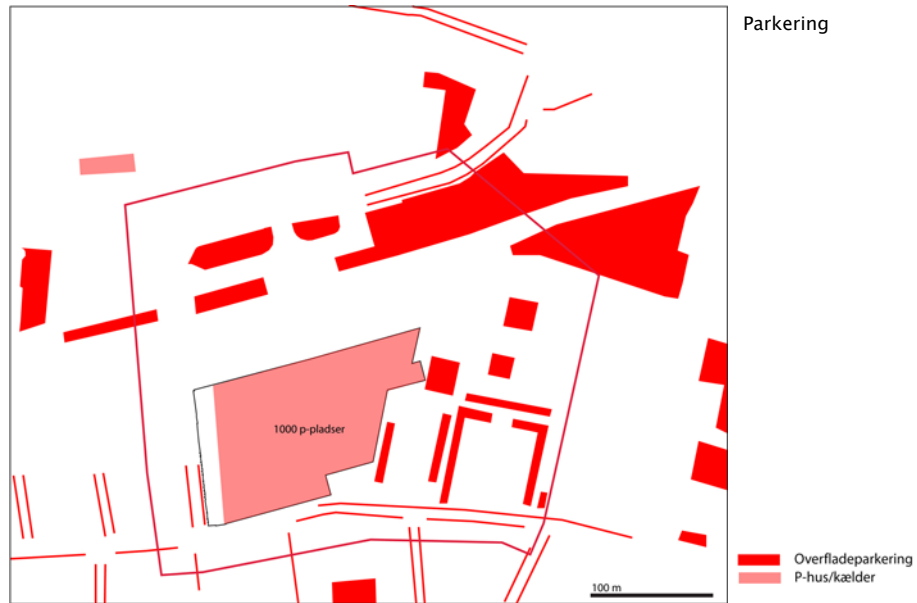 Parkering
1000 p-pladser
Overfladeparkering
P-hus/kælder
100 m